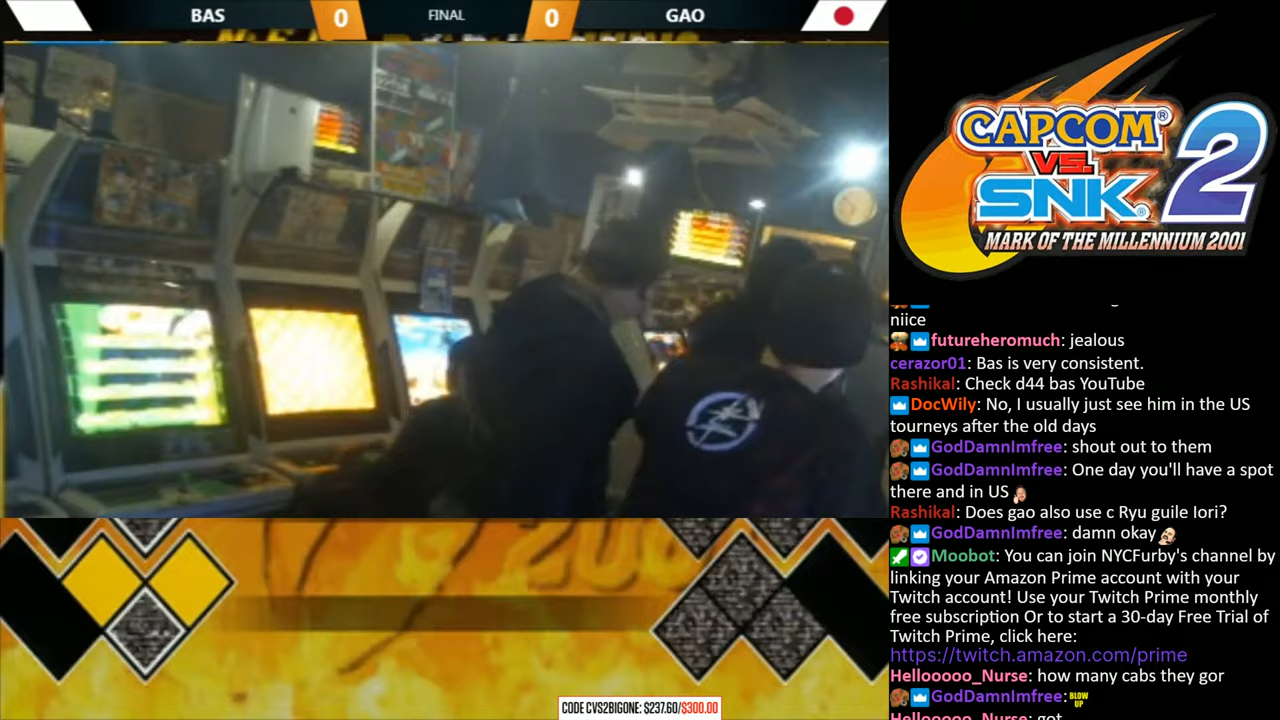 BAS 0 FINAL 0 GAO
CAPCOM®
VS.
SNK® 2
MARK OF THE MILLENNIUM 2001
niice
futureheromuch: jealous
cerazor01: Bas is very consistent.
Rashikal: Check d44 bas YouTube
DocWily: No, I usually just see him in the US
tourneys after the old days
GodDamnImfree: shout out to them
GodDamnImfree: One day you'll have a spot
there and in US
Rashikal: Does gao also use c Ryu guile Iori?
GodDamnImfree: damn okay
Moobot: You can join NYCFurby's channel by
linking your Amazon Prime account with your
Twitch account! Use your Twitch Prime monthly
free subscription Or to start a 30-day Free Trial of
Twitch Prime, click here:
https://twitch.amazon.com/prime
Hellooooo_Nurse: how many cabs they gor
GodDamnImfree: BLOW
UP
Hellooooo_Nurse: got
200
CODE CVS2BIGONE: $237.60/$300.00